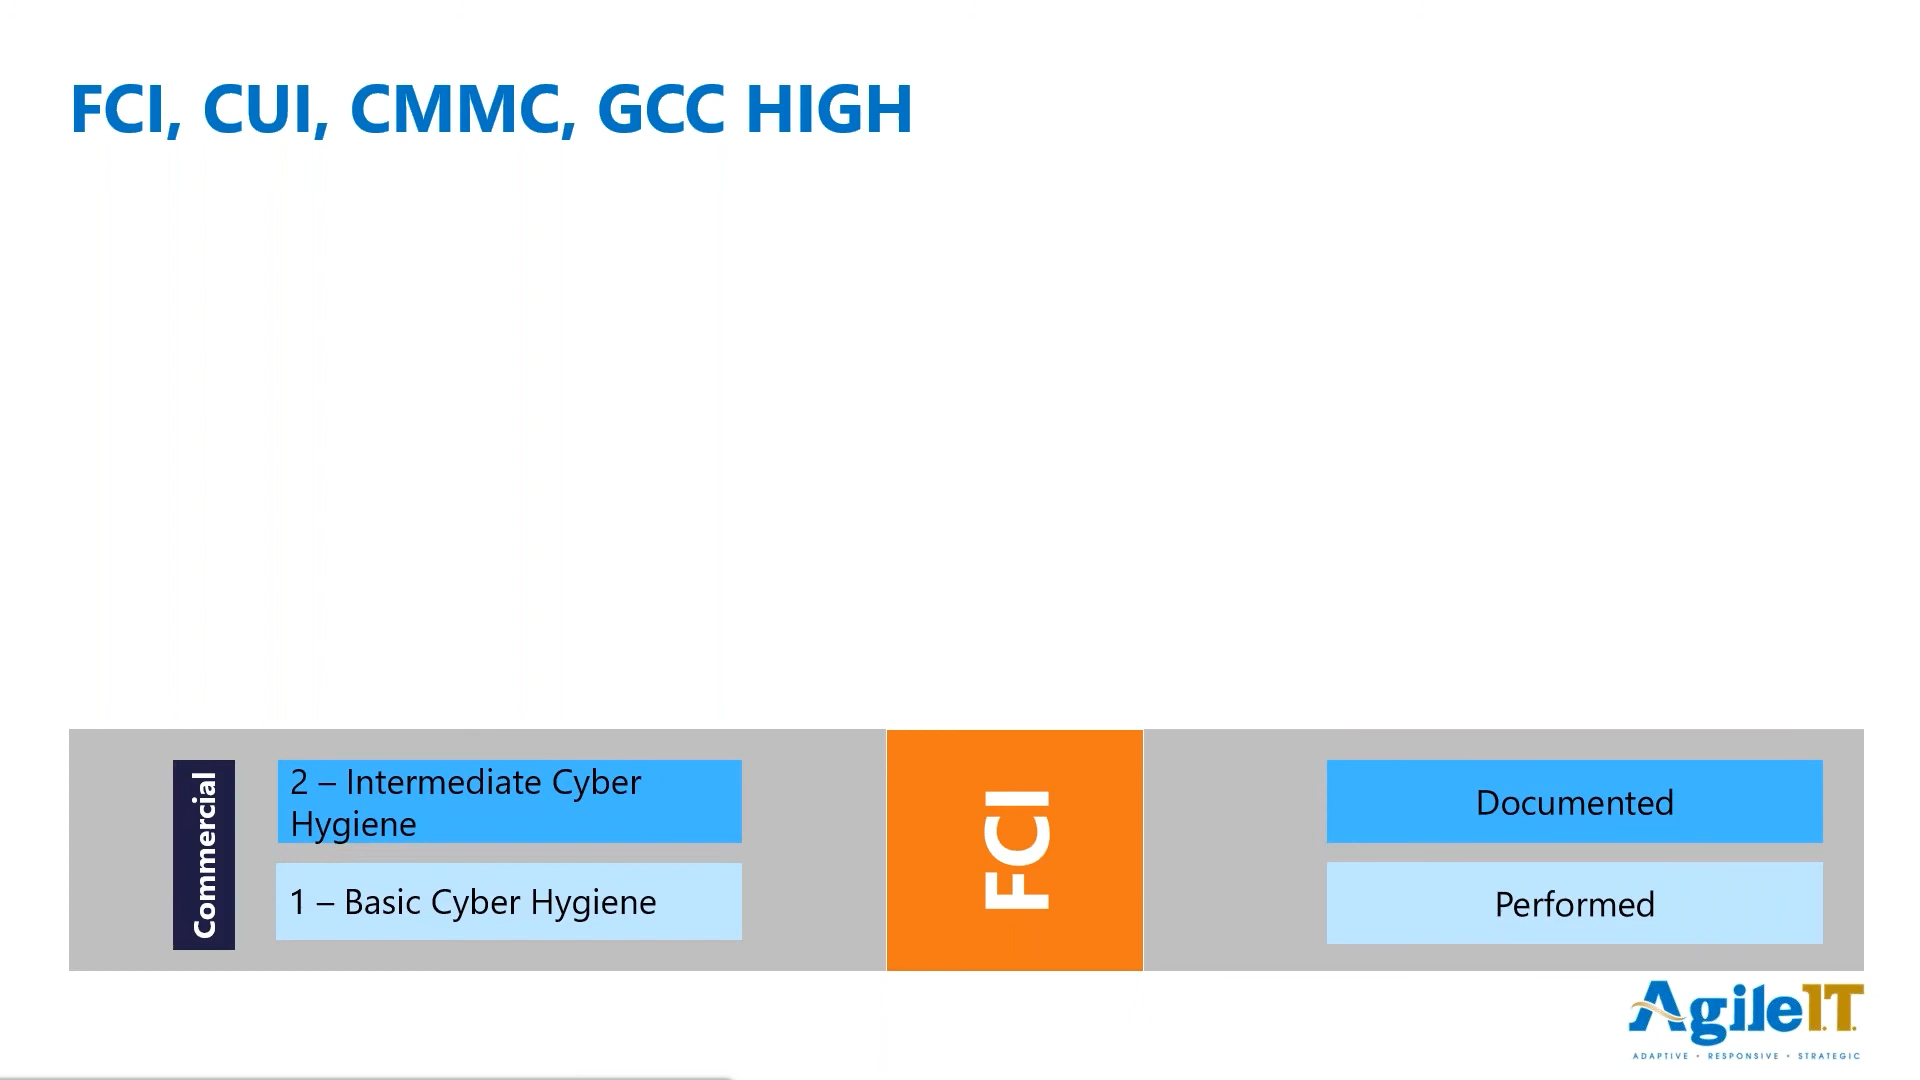 FCI, CUI, CMMC, GCC HIGH
Commercial
2 – Intermediate Cyber
Hygiene
1 – Basic Cyber Hygiene
FCI
Documented
Performed
AgileI.T.
ADAPTIVE • RESPONSIVE • STRATEGIC